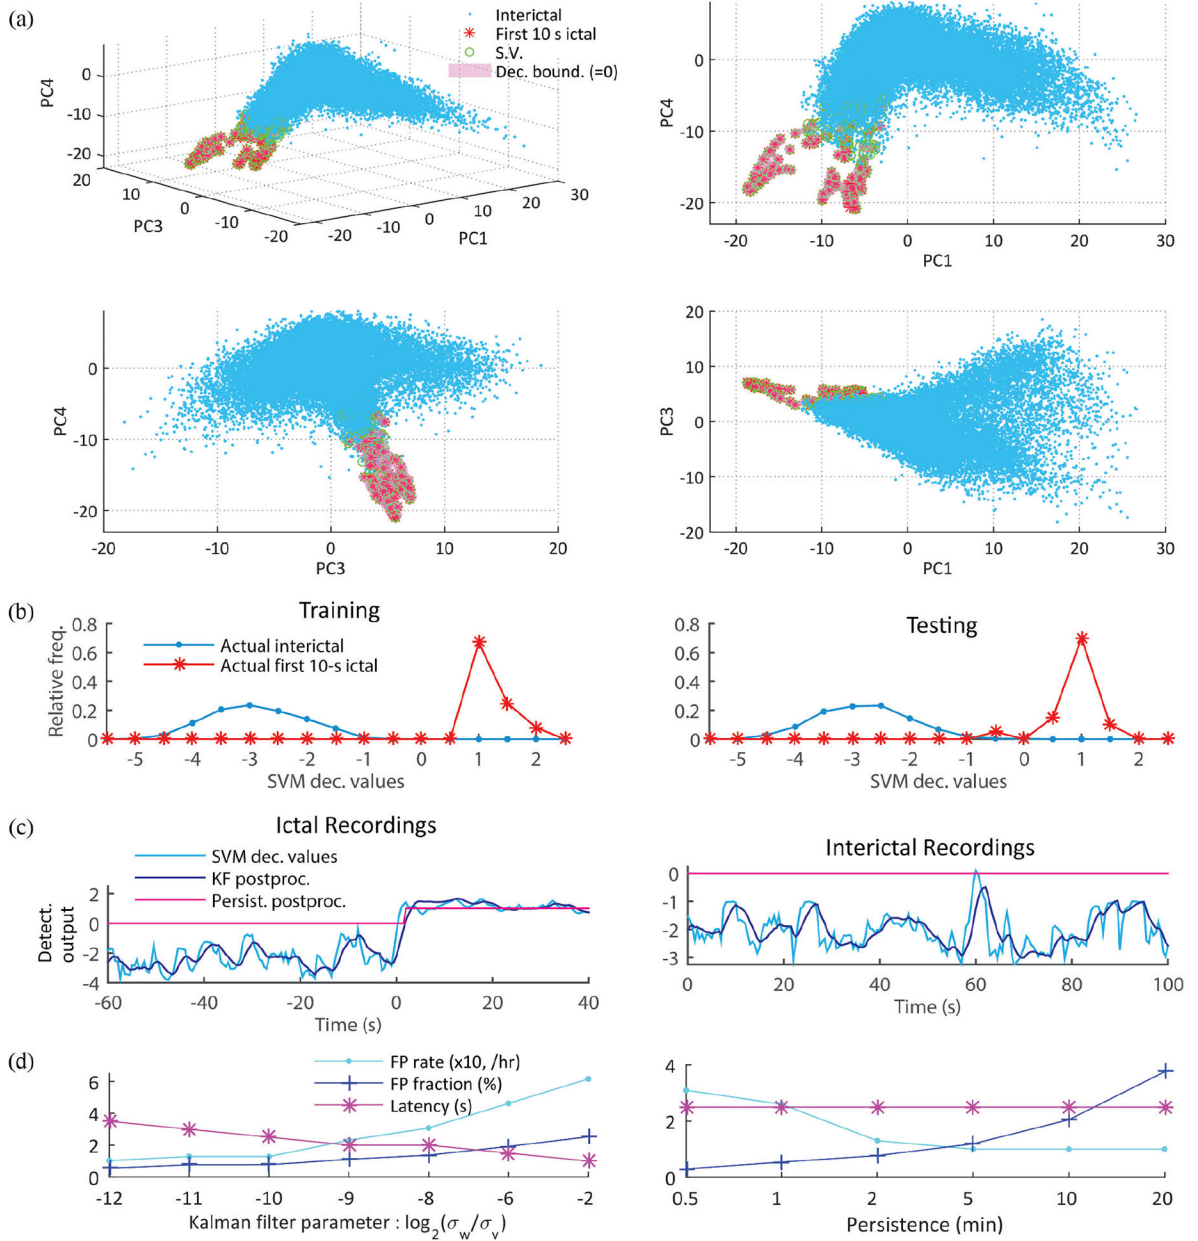 (a)
Interictal
First 10 s ictal
S.V.
Dec. bound. (=0)
PC4
0
-10
-20
20
10
0
-10
-20
PC3
-20
-10
0
10
20
30
PC1
PC4
0
-10
-20
-20
-10
0
10
20
30
PC1
PC4
0
-10
-20
-20
-10
0
10
20
PC3
PC3
20
10
0
-10
-20
-20
-10
0
10
20
30
PC1
(b)
Training
Relative freq.
0.8
0.6
0.4
0.2
0
Actual interictal
Actual first 10-s ictal
-5
-4
-3
-2
-1
0
1
2
SVM dec. values
Testing
0.8
0.6
0.4
0.2
0
-5
-4
-3
-2
-1
0
1
2
SVM dec. values
(c)
Ictal Recordings
SVM dec. values
KF postproc.
Persist. postproc.
Detect.
output
2
0
-2
-4
-60
-40
-20
0
20
40
Time (s)
Interictal Recordings
0
-1
-2
-3
0
20
40
60
80
100
Time (s)
(d)
FP rate (x10, /hr)
FP fraction (%)
Latency (s)
6
4
2
0
-12
-11
-10
-9
-8
-6
-2
Kalman filter parameter : log2(σw/σv)
4
2
0
0.5
1
2
5
10
20
Persistence (min)